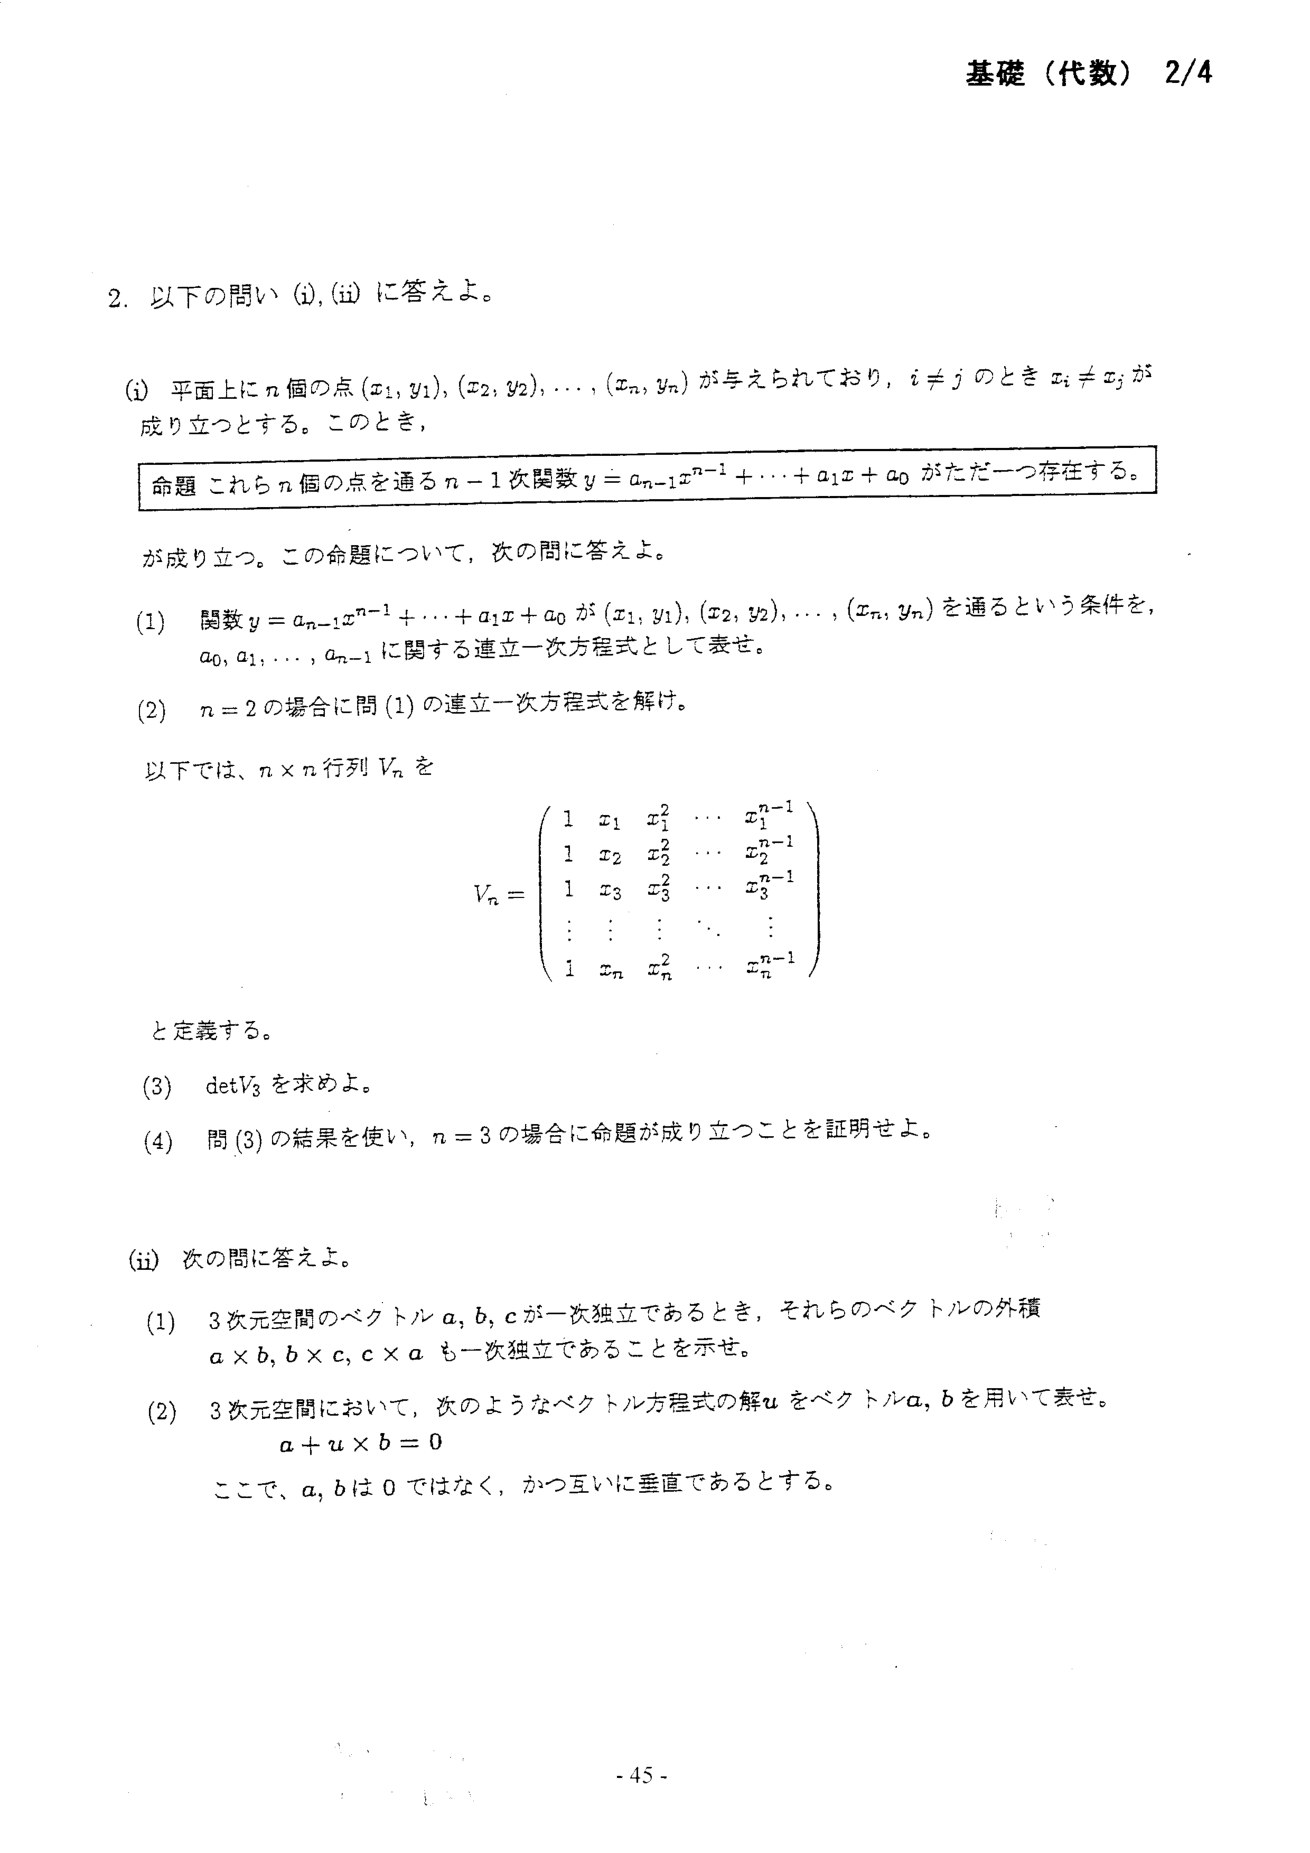 基礎（代数） 2/4
2. 以下の問い (i), (ii) に答えよ。
(i) 平面上に n 個の点 (x₁, y₁), (x₂, y₂), ..., (xₙ, yₙ) が与えられており, i ≠ j のとき xᵢ ≠ xⱼ が
成り立つとする。このとき,
命題 これら n 個の点を通る n − 1 次関数 y = aₙ₋₁xⁿ⁻¹ + ··· + a₁x + a₀ がただ一つ存在する。
が成り立つ。この命題について, 次の問に答えよ。
(1) 関数 y = aₙ₋₁xⁿ⁻¹ + ··· + a₁x + a₀ が (x₁, y₁), (x₂, y₂), ..., (xₙ, yₙ) を通るという条件を,
a₀, a₁, ..., aₙ₋₁ に関する連立一次方程式として表せ。
(2) n = 2 の場合に問 (1) の連立一次方程式を解け。
以下では、n × n 行列 Vₙ を
Vₙ = ( 1 x₁ x₁² ··· x₁ⁿ⁻¹
1 x₂ x₂² ··· x₂ⁿ⁻¹
1 x₃ x₃² ··· x₃ⁿ⁻¹
⋮ ⋮ ⋮ ⋱ ⋮
1 xₙ xₙ² ··· xₙⁿ⁻¹ )
と定義する。
(3) detV₃ を求めよ。
(4) 問 (3) の結果を使い, n = 3 の場合に命題が成り立つことを証明せよ。
(ii) 次の問に答えよ。
(1) 3次元空間のベクトル a, b, c が一次独立であるとき, それらのベクトルの外積
a × b, b × c, c × a も一次独立であることを示せ。
(2) 3次元空間において, 次のようなベクトル方程式の解u をベクトルa, b を用いて表せ。
a + u × b = 0
ここで、a, b は 0 ではなく, かつ互いに垂直であるとする。
- 45 -